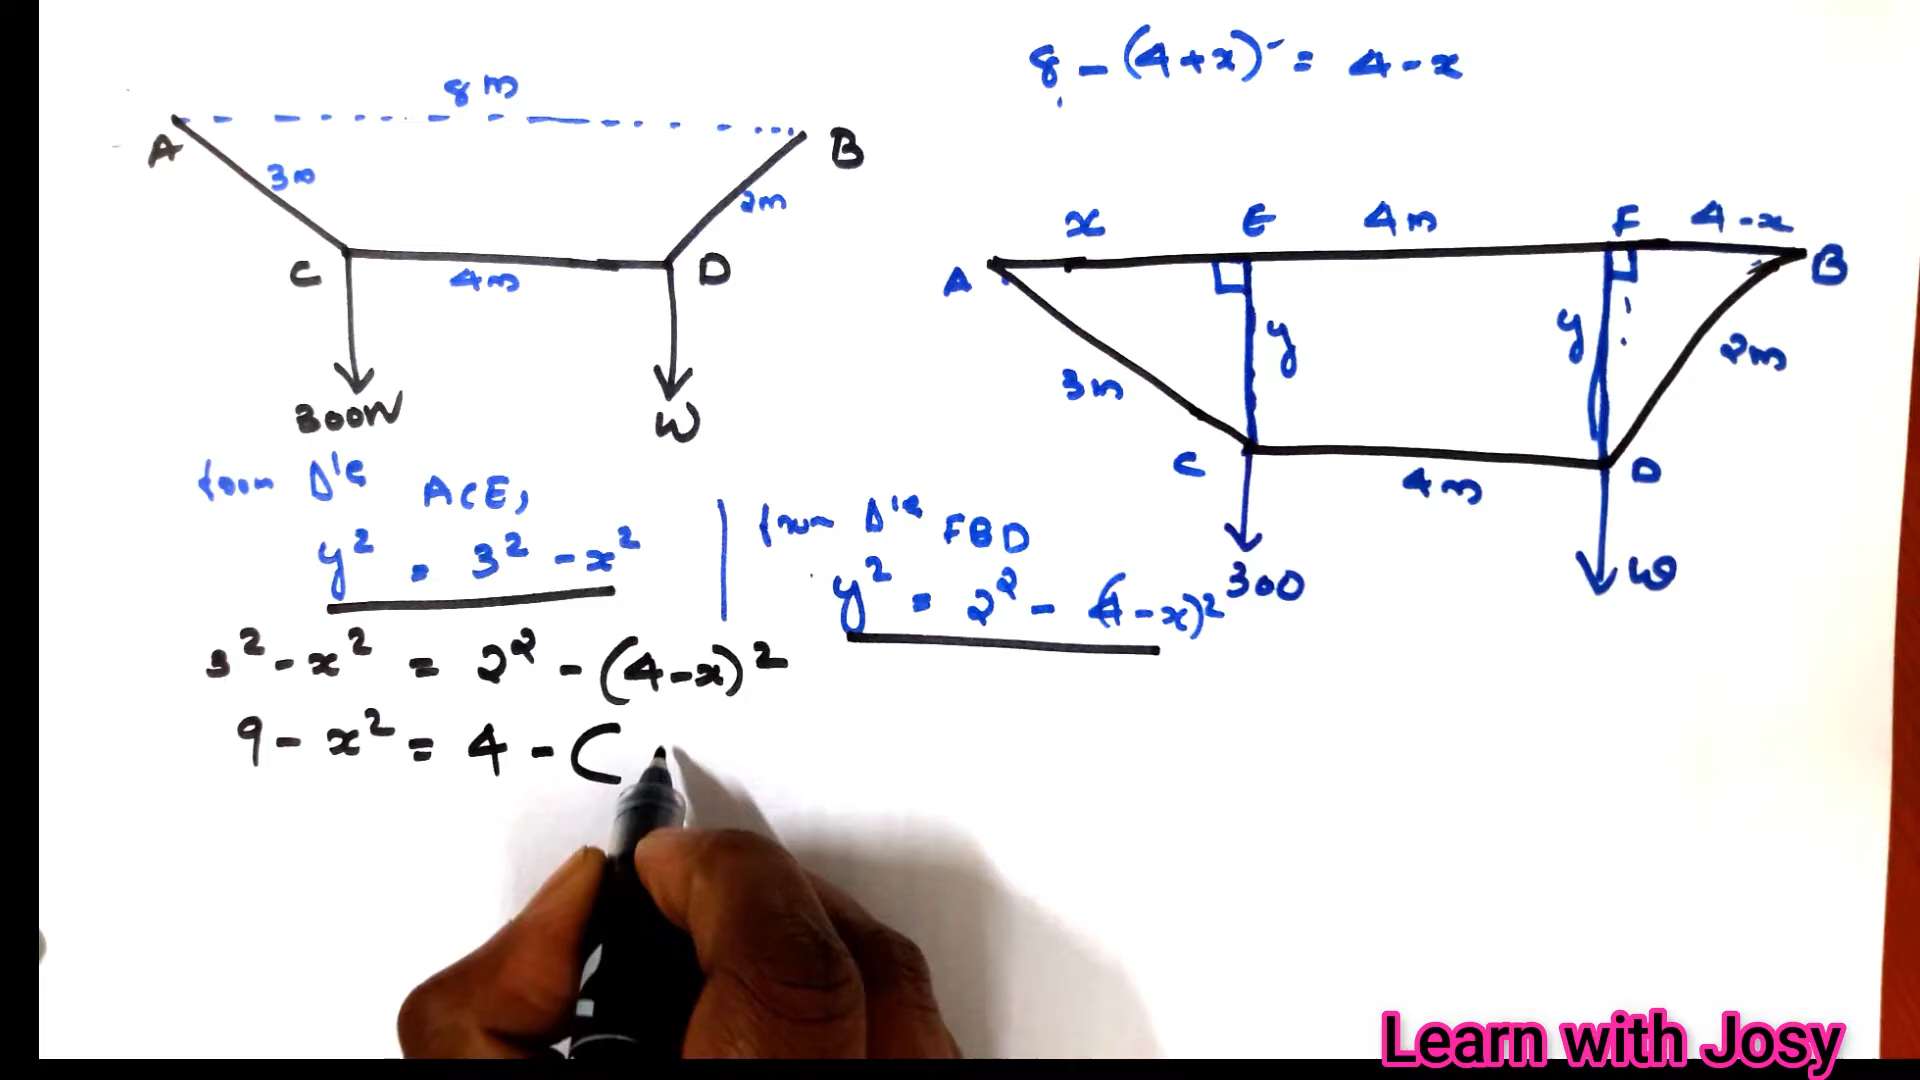 8 - (4+x) = 4-x
8m
A
B
3m
2m
C
4m
D
300N
W
x
E
4m
F
4-x
A
B
y
y
3m
2m
C
4m
D
300
W
from Δ'le ACE,
y² = 3² - x²
from Δ'le FBD
y² = 2² - (4-x)²
3² - x² = 2² - (4-x)²
9 - x² = 4 - (
Learn with Josy